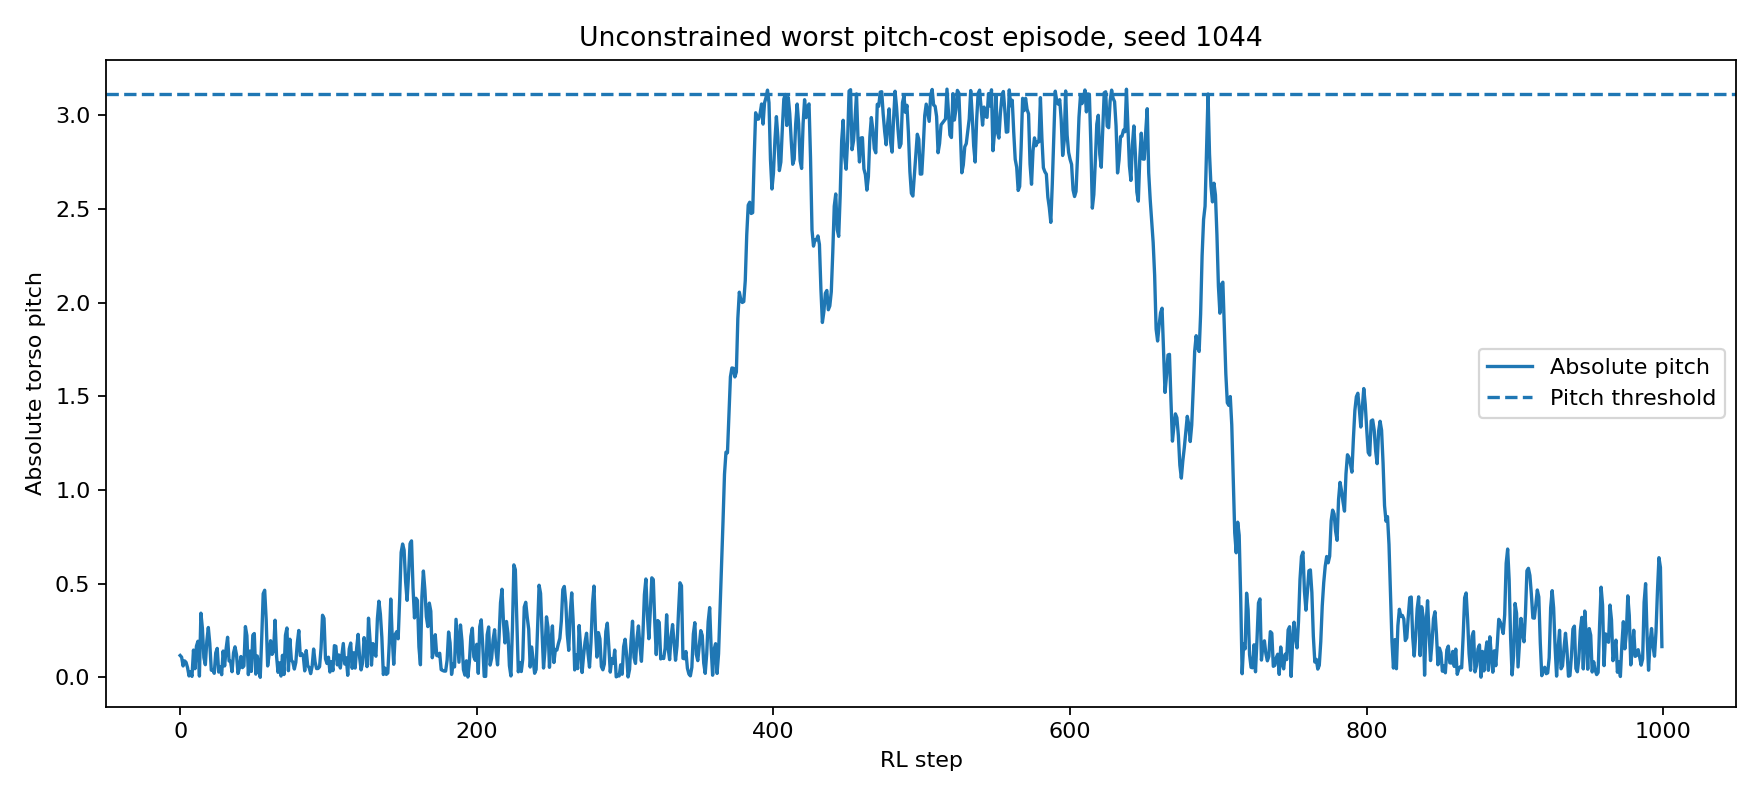 Unconstrained worst pitch-cost episode, seed 1044
Absolute torso pitch
3.0
2.5
2.0
1.5
1.0
0.5
0.0
Absolute pitch
Pitch threshold
0 200 400 600 800 1000
RL step